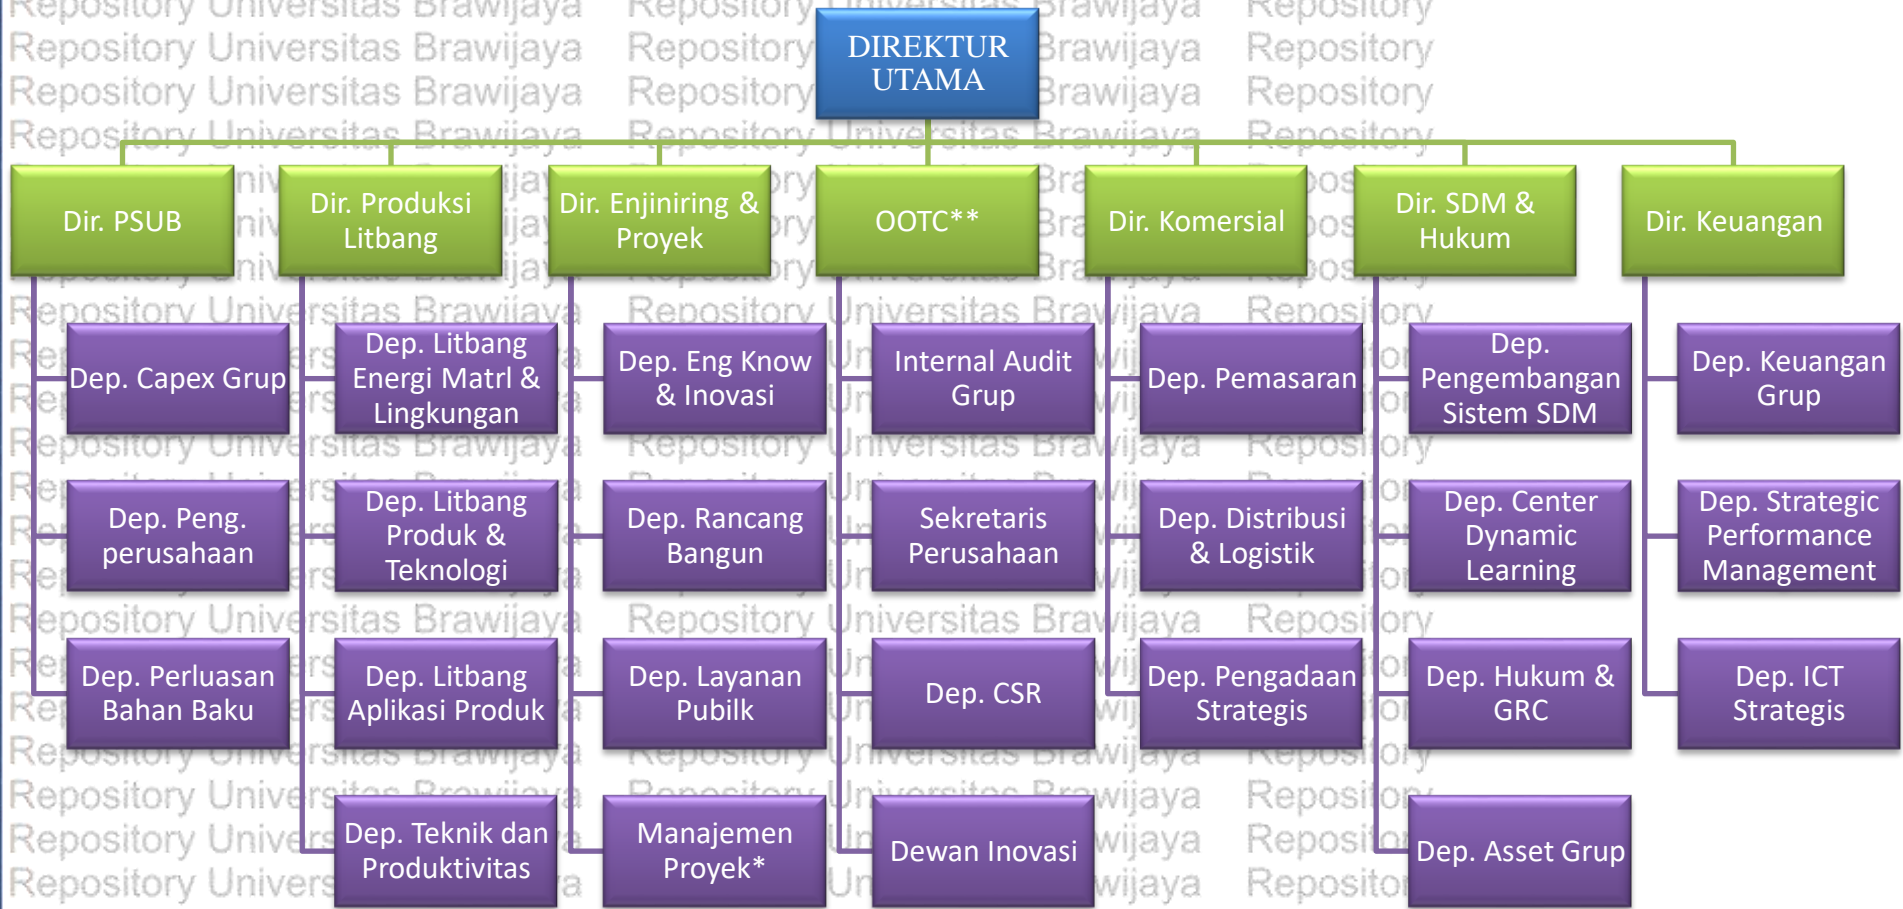 DIREKTUR
UTAMA
Dir. PSUB
Dir. Produksi
Litbang
Dir. Enjiniring &
Proyek
OOTC**
Dir. Komersial
Dir. SDM &
Hukum
Dir. Keuangan
Dep. Capex Grup
Dep. Peng.
perusahaan
Dep. Perluasan
Bahan Baku
Dep. Litbang
Energi Matrl &
Lingkungan
Dep. Litbang
Produk &
Teknologi
Dep. Litbang
Aplikasi Produk
Dep. Teknik dan
Produktivitas
Dep. Eng Know
& Inovasi
Dep. Rancang
Bangun
Dep. Layanan
Pubilk
Manajemen
Proyek*
Internal Audit
Grup
Sekretaris
Perusahaan
Dep. CSR
Dewan Inovasi
Dep. Pemasaran
Dep. Distribusi
& Logistik
Dep. Pengadaan
Strategis
Dep.
Pengembangan
Sistem SDM
Dep. Center
Dynamic
Learning
Dep. Hukum &
GRC
Dep. Asset Grup
Dep. Keuangan
Grup
Dep. Strategic
Performance
Management
Dep. ICT
Strategis
Repository Universitas Brawijaya